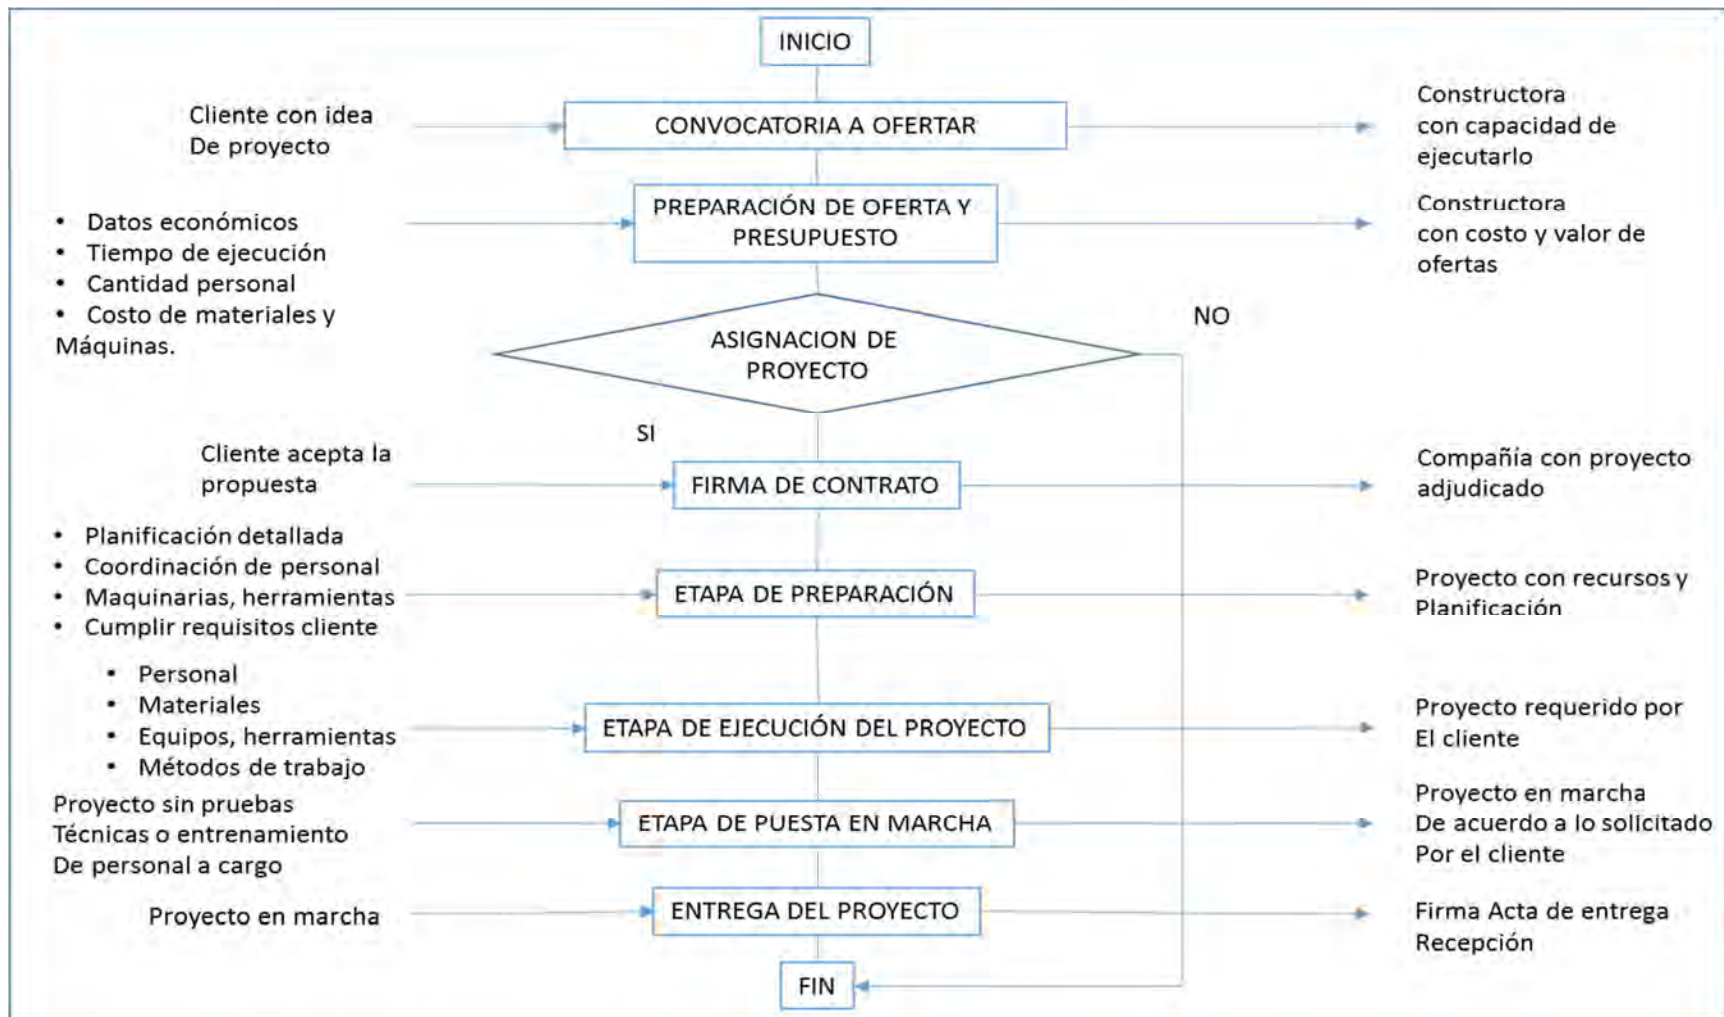 INICIO
Cliente con idea
De proyecto
CONVOCATORIA A OFERTAR
Constructora
con capacidad de
ejecutarlo
• Datos económicos
• Tiempo de ejecución
• Cantidad personal
• Costo de materiales y
Máquinas.
PREPARACIÓN DE OFERTA Y
PRESUPUESTO
Constructora
con costo y valor de
ofertas
ASIGNACION DE
PROYECTO
NO
SI
Cliente acepta la
propuesta
FIRMA DE CONTRATO
Compañía con proyecto
adjudicado
• Planificación detallada
• Coordinación de personal
• Maquinarias, herramientas
• Cumplir requisitos cliente
ETAPA DE PREPARACIÓN
Proyecto con recursos y
Planificación
• Personal
• Materiales
• Equipos, herramientas
• Métodos de trabajo
ETAPA DE EJECUCIÓN DEL PROYECTO
Proyecto requerido por
El cliente
Proyecto sin pruebas
Técnicas o entrenamiento
De personal a cargo
ETAPA DE PUESTA EN MARCHA
Proyecto en marcha
De acuerdo a lo solicitado
Por el cliente
Proyecto en marcha
ENTREGA DEL PROYECTO
Firma Acta de entrega
Recepción
FIN